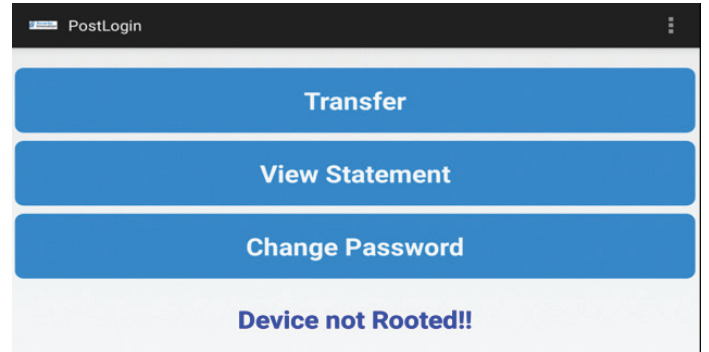 PostLogin
Transfer
View Statement
Change Password
Device not Rooted!!